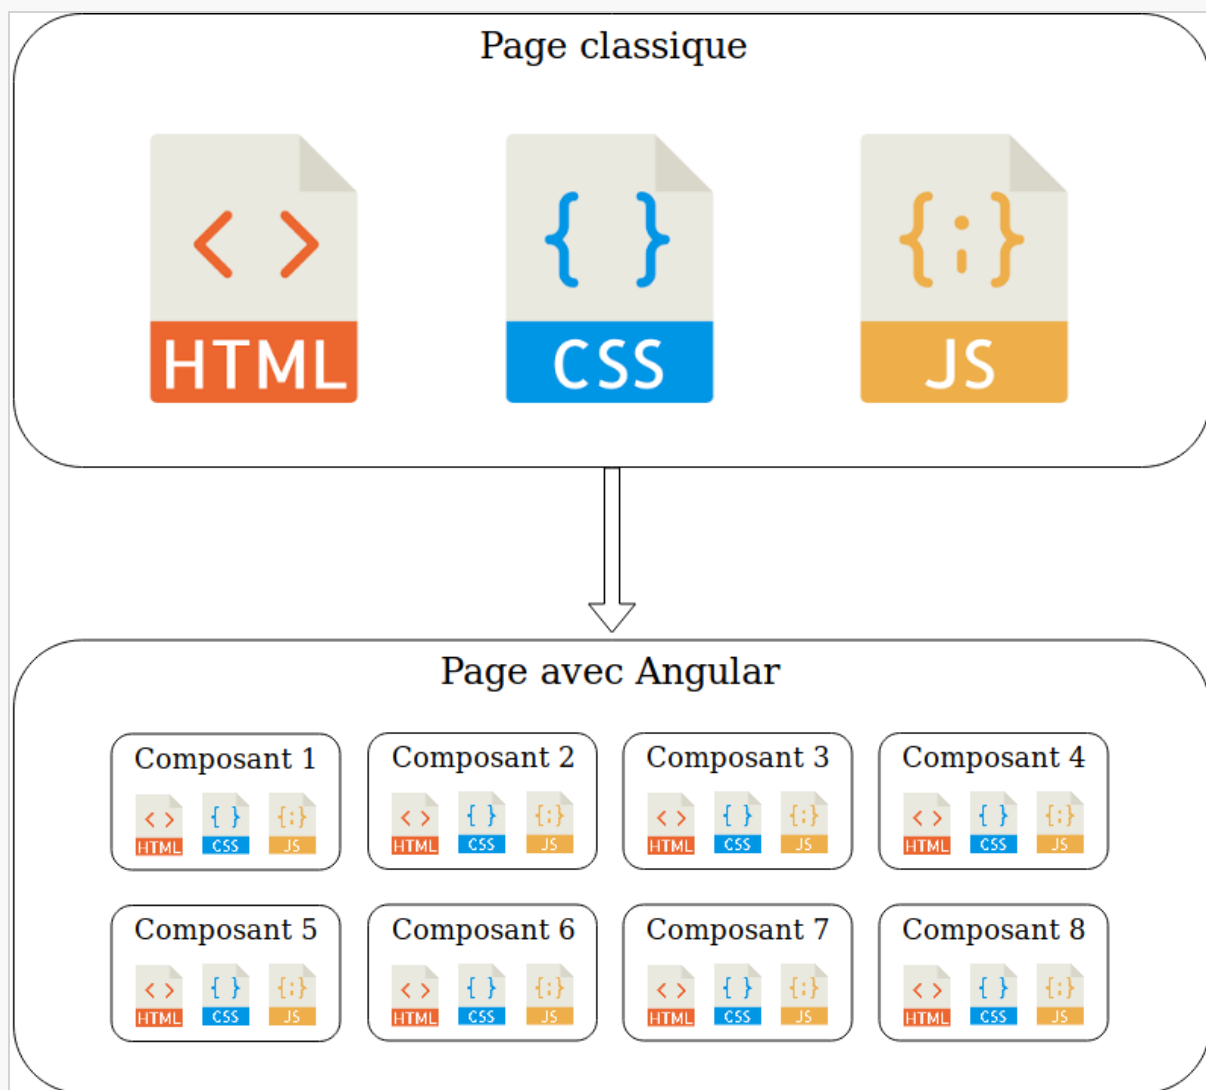 Page classique
HTML CSS JS
Page avec Angular
Composant 1 Composant 2 Composant 3 Composant 4
HTML CSS JS HTML CSS JS HTML CSS JS HTML CSS JS
Composant 5 Composant 6 Composant 7 Composant 8
HTML CSS JS HTML CSS JS HTML CSS JS HTML CSS JS